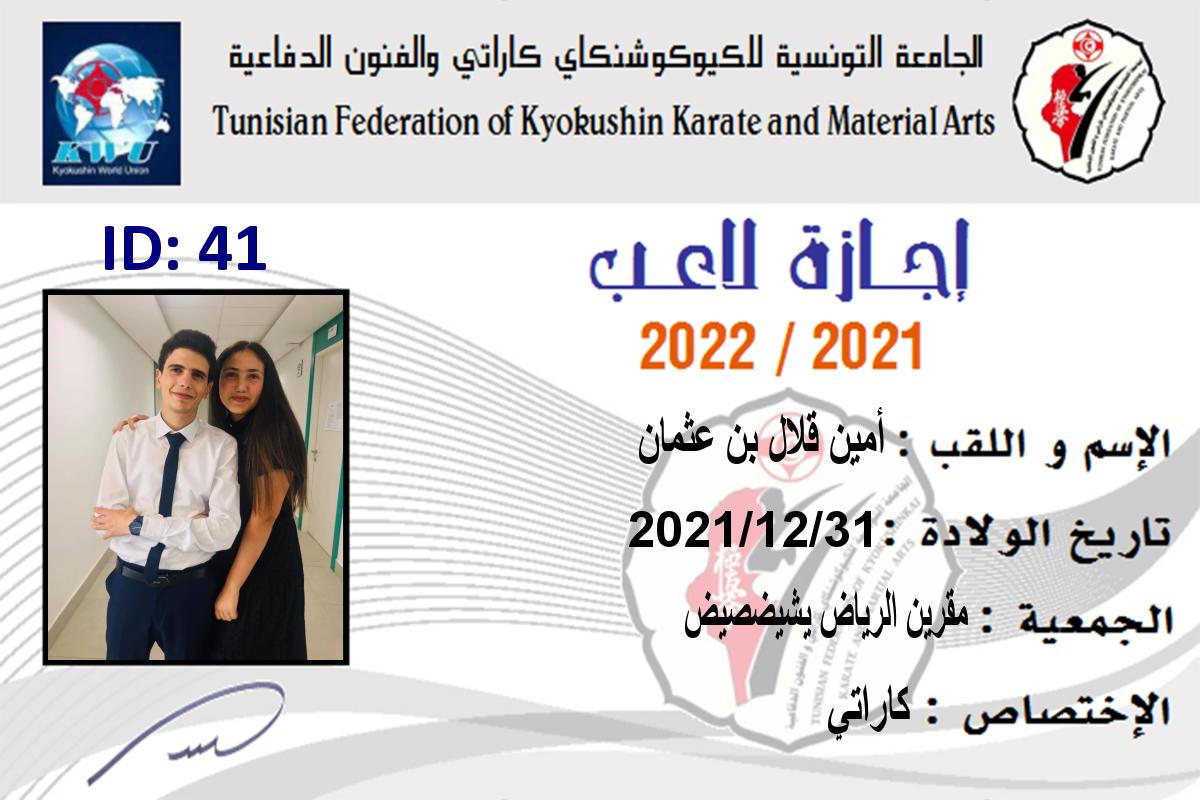 الجامعة التونسية للكيوكوشنكاي كاراتي والفنون الدفاعية
Tunisian Federation of Kyokushin Karate and Material Arts
KWU
Kyokushin World Union
ID: 41
إجازة لاعب
2022 / 2021
الإسم و اللقب : أمين قلال بن عثمان
تاريخ الولادة : 2021/12/31
الجمعية : مقرين الرياض يشيضصيض
الإختصاص : كاراتي